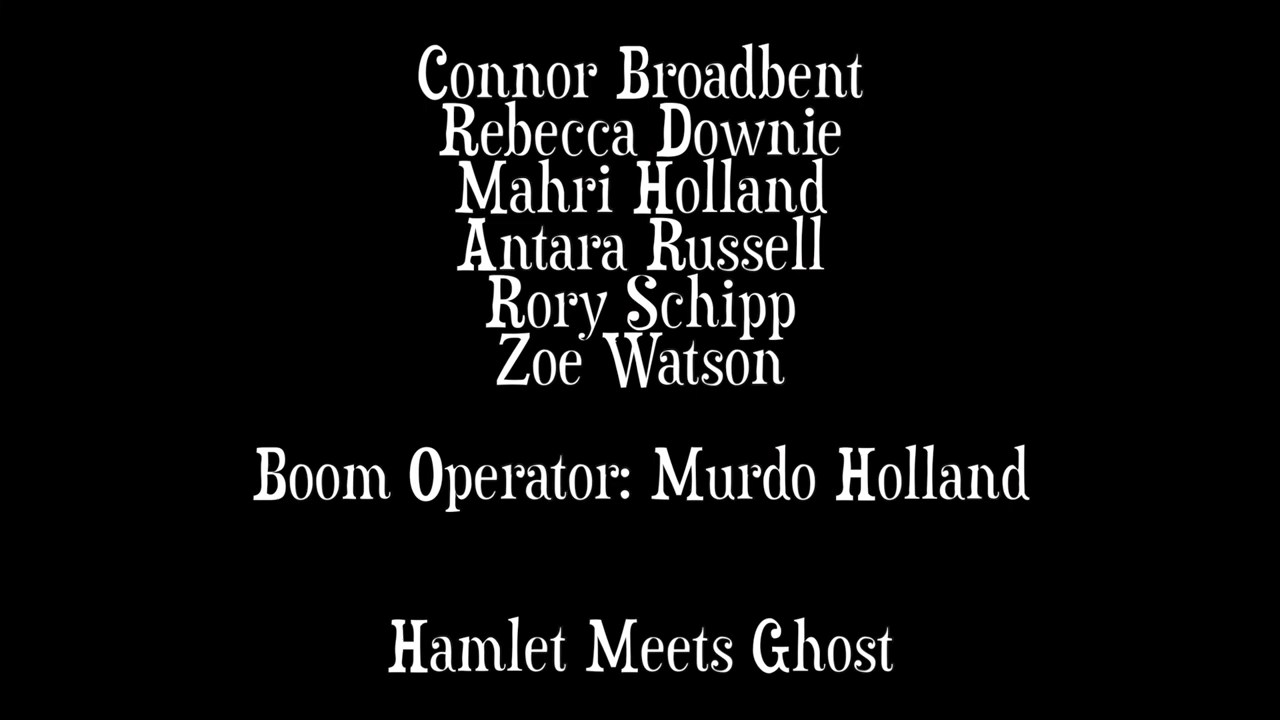 Connor Broadbent
Rebecca Downie
Mahri Holland
Antara Russell
Rory Schipp
Zoe Watson
Boom Operator: Murdo Holland
Hamlet Meets Ghost